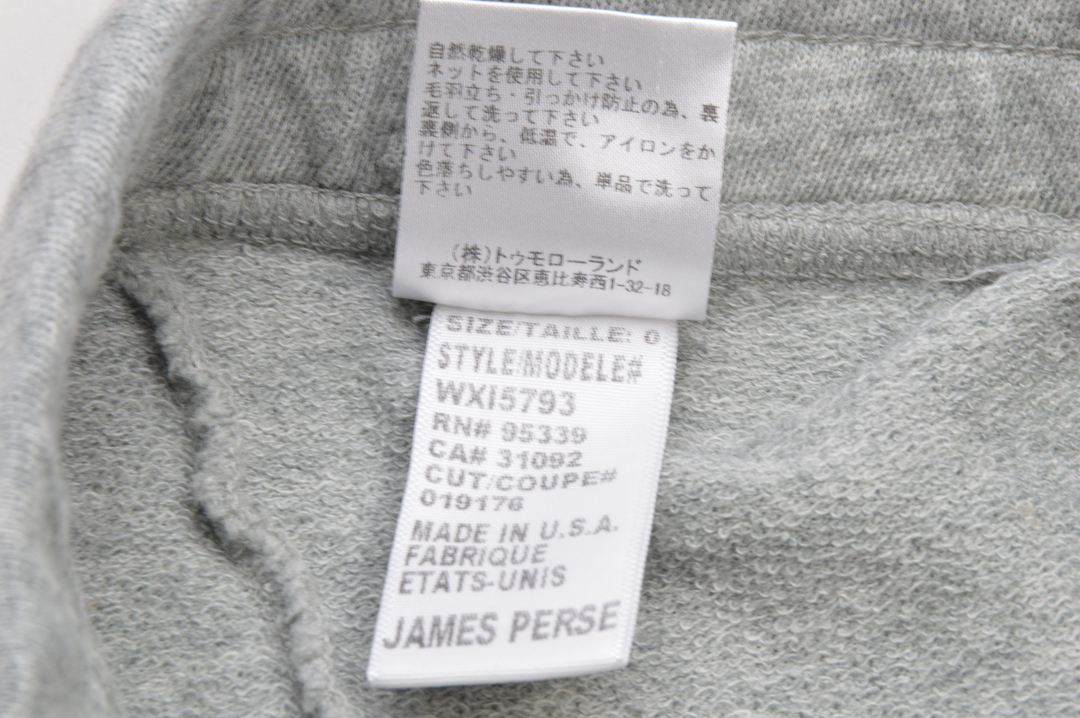 自然乾燥して下さい
ネットを使用して下さい
毛羽立ち・引っかけ防止の為、裏
返して洗って下さい
裏側から、低温で、アイロンをか
けて下さい
色落ちしやすい為、単品で洗って
下さい
(株)トゥモローランド
東京都渋谷区恵比寿西1-32-18
SIZE/TAILLE: 0
STYLE/MODELE#
WXI5793
RN# 95339
CA# 31092
CUT/COUPE#
019176
MADE IN U.S.A.
FABRIQUE
ETATS-UNIS
JAMES PERSE